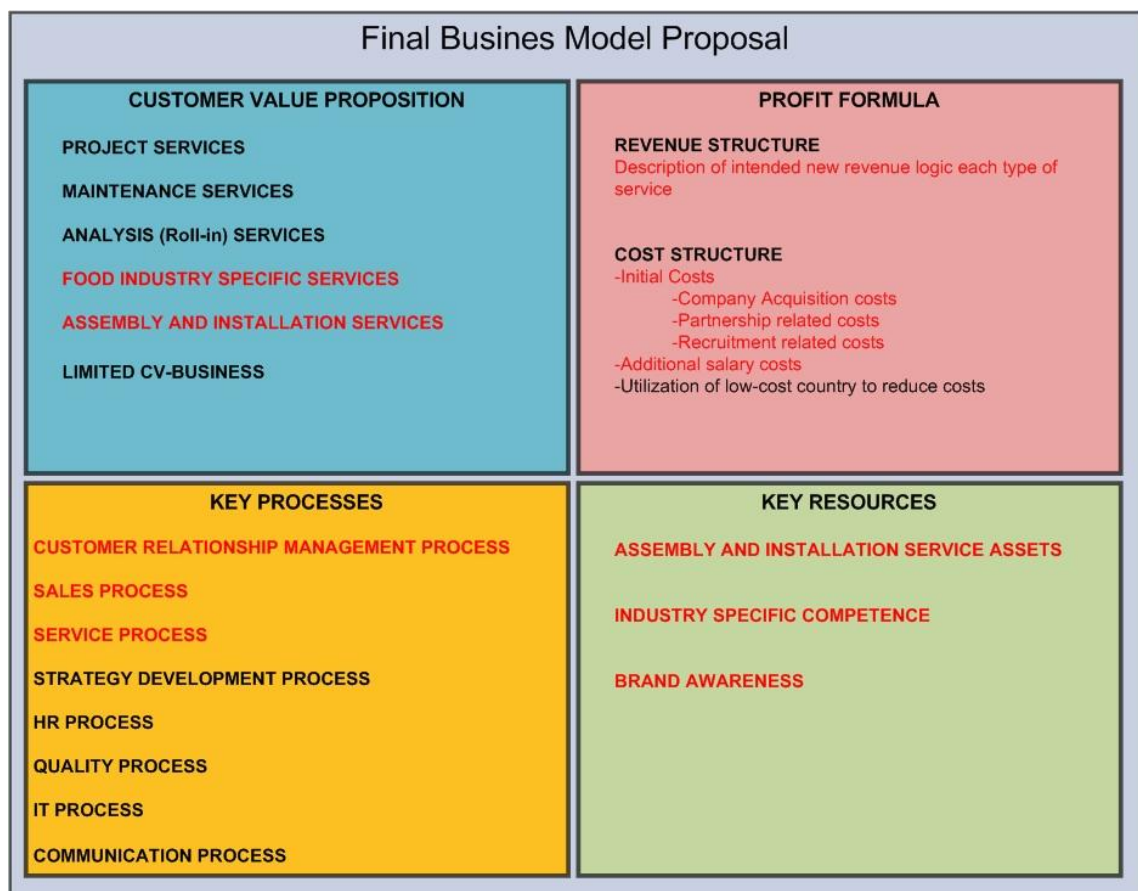 Final Busines Model Proposal
CUSTOMER VALUE PROPOSITION
PROJECT SERVICES
MAINTENANCE SERVICES
ANALYSIS (Roll-in) SERVICES
FOOD INDUSTRY SPECIFIC SERVICES
ASSEMBLY AND INSTALLATION SERVICES
LIMITED CV-BUSINESS
PROFIT FORMULA
REVENUE STRUCTURE
Description of intended new revenue logic each type of
service
COST STRUCTURE
-Initial Costs
-Company Acquisition costs
-Partnership related costs
-Recruitment related costs
-Additional salary costs
-Utilization of low-cost country to reduce costs
KEY PROCESSES
CUSTOMER RELATIONSHIP MANAGEMENT PROCESS
SALES PROCESS
SERVICE PROCESS
STRATEGY DEVELOPMENT PROCESS
HR PROCESS
QUALITY PROCESS
IT PROCESS
COMMUNICATION PROCESS
KEY RESOURCES
ASSEMBLY AND INSTALLATION SERVICE ASSETS
INDUSTRY SPECIFIC COMPETENCE
BRAND AWARENESS